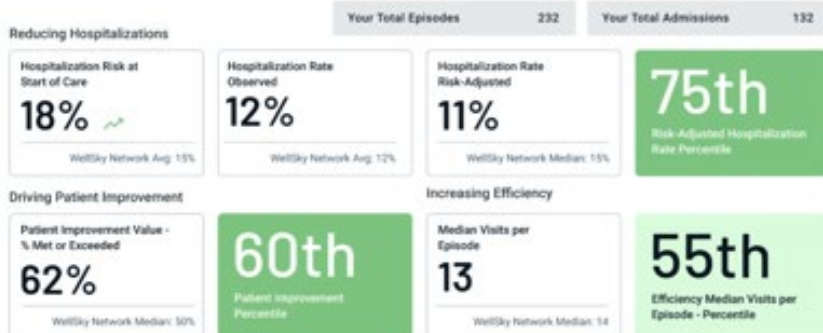 Your Total Episodes 232
Your Total Admissions 132
Reducing Hospitalizations
Hospitalization Risk at
Start of Care
18%
WellSky Network Avg: 15%
Hospitalization Rate
Observed
12%
WellSky Network Avg: 12%
Hospitalization Rate
Risk-Adjusted
11%
WellSky Network Median: 15%
75th
Risk-Adjusted Hospitalization
Rate Percentile
Driving Patient Improvement
Patient Improvement Value -
% Met or Exceeded
62%
WellSky Network Median: 50%
60th
Patient Improvement
Percentile
Increasing Efficiency
Median Visits per
Episode
13
WellSky Network Median: 14
55th
Efficiency Median Visits per
Episode - Percentile